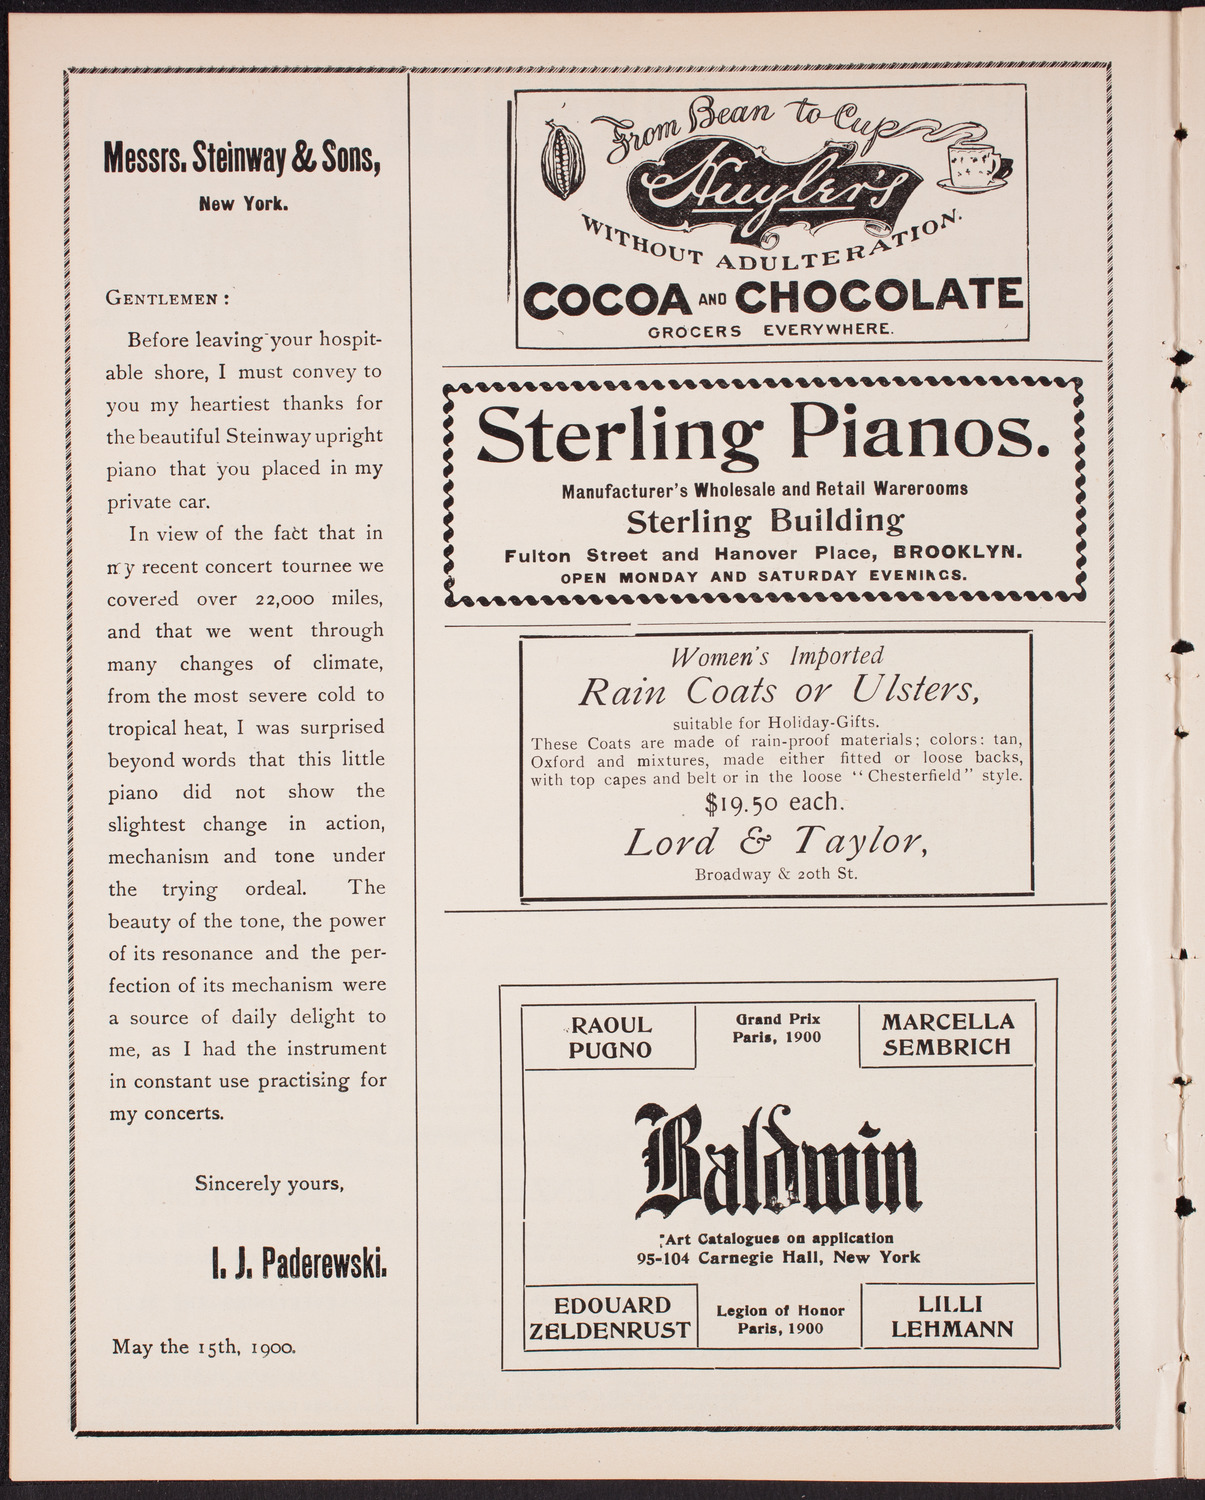 Messrs. Steinway & Sons,
New York.
GENTLEMEN :
Before leaving your hospit-
able shore, I must convey to
you my heartiest thanks for
the beautiful Steinway upright
piano that you placed in my
private car.
In view of the fact that in
my recent concert tournee we
covered over 22,000 miles,
and that we went through
many changes of climate,
from the most severe cold to
tropical heat, I was surprised
beyond words that this little
piano did not show the
slightest change in action,
mechanism and tone under
the trying ordeal. The
beauty of the tone, the power
of its resonance and the per-
fection of its mechanism were
a source of daily delight to
me, as I had the instrument
in constant use practising for
my concerts.
Sincerely yours,
I. J. Paderewski.
May the 15th, 1900.
From Bean to Cup
Huyler's
WITHOUT ADULTERATION.
COCOA AND CHOCOLATE
GROCERS EVERYWHERE.
Sterling Pianos.
Manufacturer's Wholesale and Retail Warerooms
Sterling Building
Fulton Street and Hanover Place, BROOKLYN.
OPEN MONDAY AND SATURDAY EVENINGS.
Women's Imported
Rain Coats or Ulsters,
suitable for Holiday-Gifts.
These Coats are made of rain-proof materials; colors: tan,
Oxford and mixtures, made either fitted or loose backs,
with top capes and belt or in the loose "Chesterfield" style.
$19.50 each.
Lord & Taylor,
Broadway & 20th St.
RAOUL
PUGNO
Grand Prix
Paris, 1900
MARCELLA
SEMBRICH
Baldwin
Art Catalogues on application
95-104 Carnegie Hall, New York
EDOUARD
ZELDENRUST
Legion of Honor
Paris, 1900
LILLI
LEHMANN